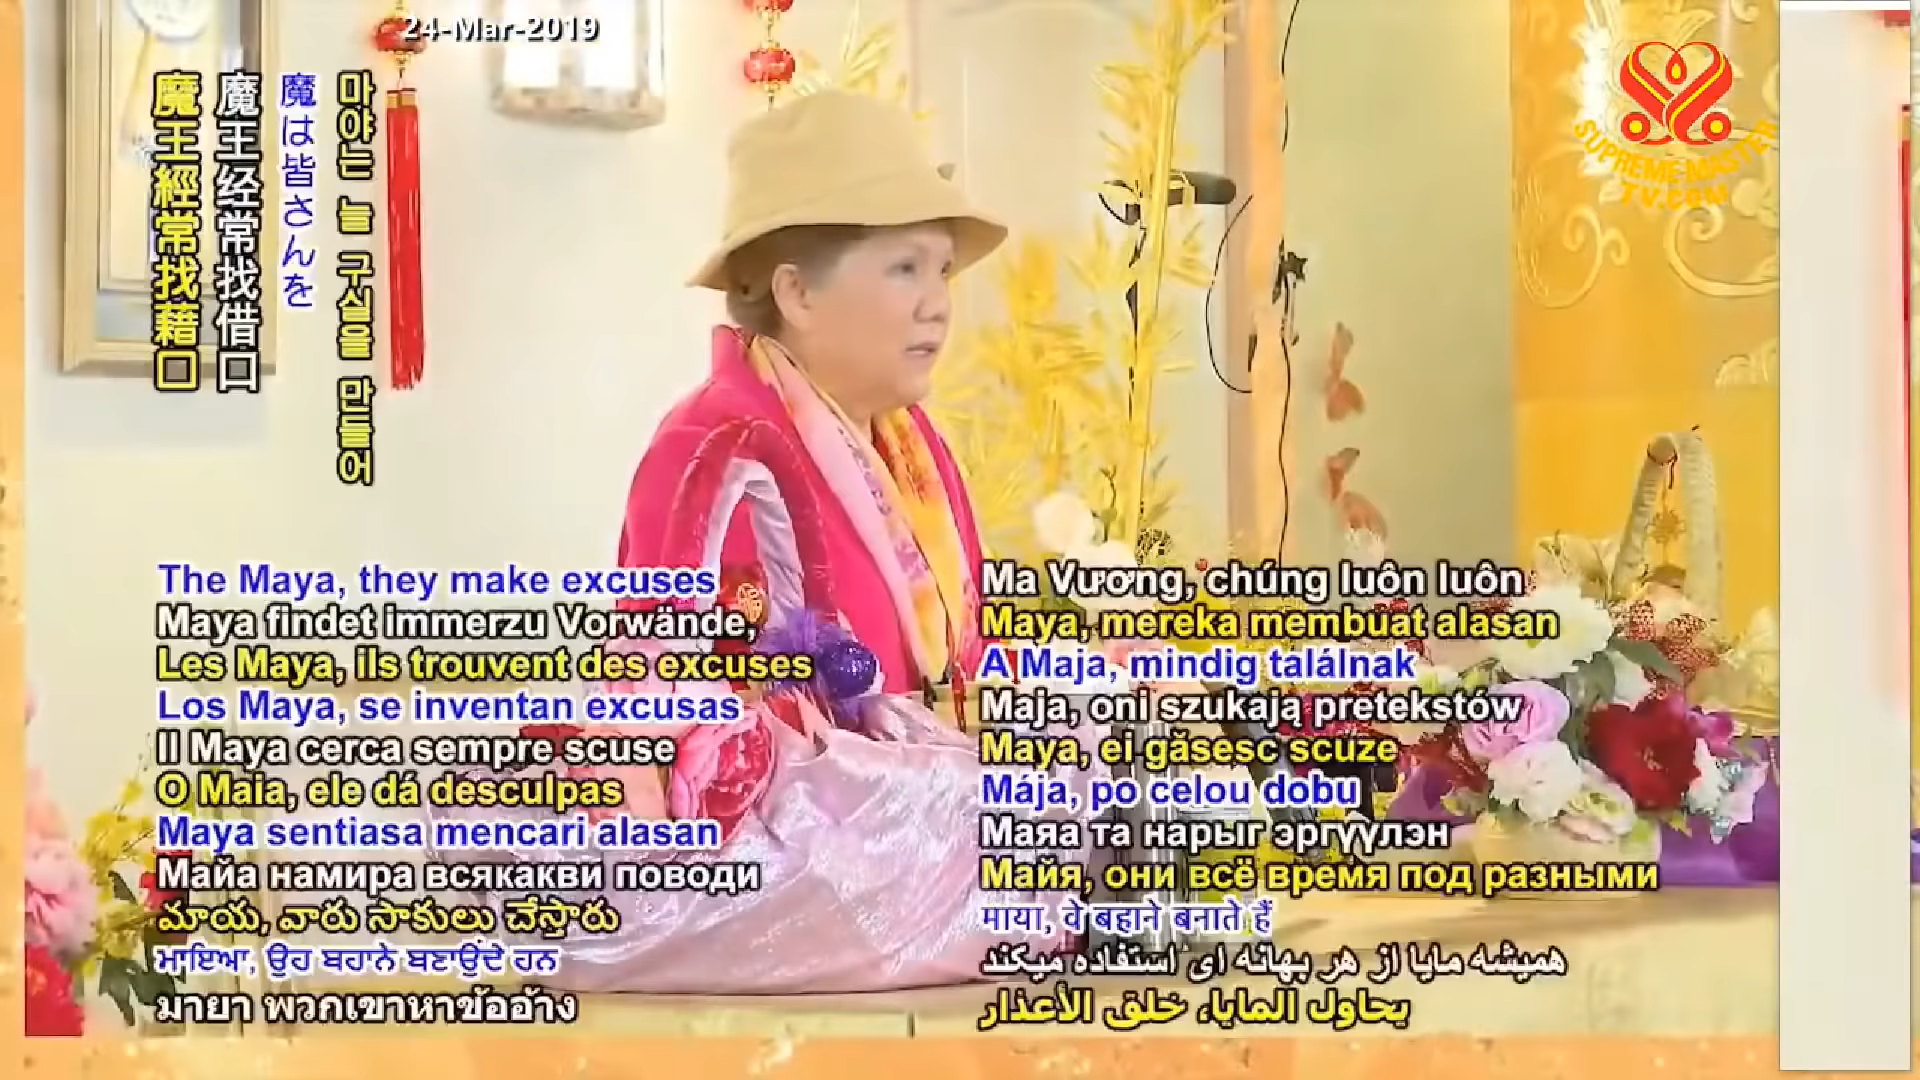 24-Mar-2019
SUPREME MASTER
TV.COM
마야는 늘 구실을 만들어
魔は皆さんを
魔王经常找借口
魔王經常找藉口
The Maya, they make excuses
Maya findet immerzu Vorwände,
Les Maya, ils trouvent des excuses
Los Maya, se inventan excusas
Il Maya cerca sempre scuse
O Maia, ele dá desculpas
Maya sentiasa mencari alasan
Майа намира всякакви поводи
మాయ, వారు సాకులు చేస్తారు
ਮਾਇਆ, ਉਹ ਬਹਾਨੇ ਬਣਾਉਂਦੇ ਹਨ
มายา พวกเขาหาข้ออ้าง
Ma Vương, chúng luôn luôn
Maya, mereka membuat alasan
A Maja, mindig találnak
Maja, oni szukają pretekstów
Maya, ei găsesc scuze
Mája, po celou dobu
Маяа та нарыг эргүүлэн
Майя, они всё время под разными
माया, वे बहाने बनाते हैं
همیشه مایا از هر بهانه ای استفاده میکند
يحاول المايا، خلق الأعذار